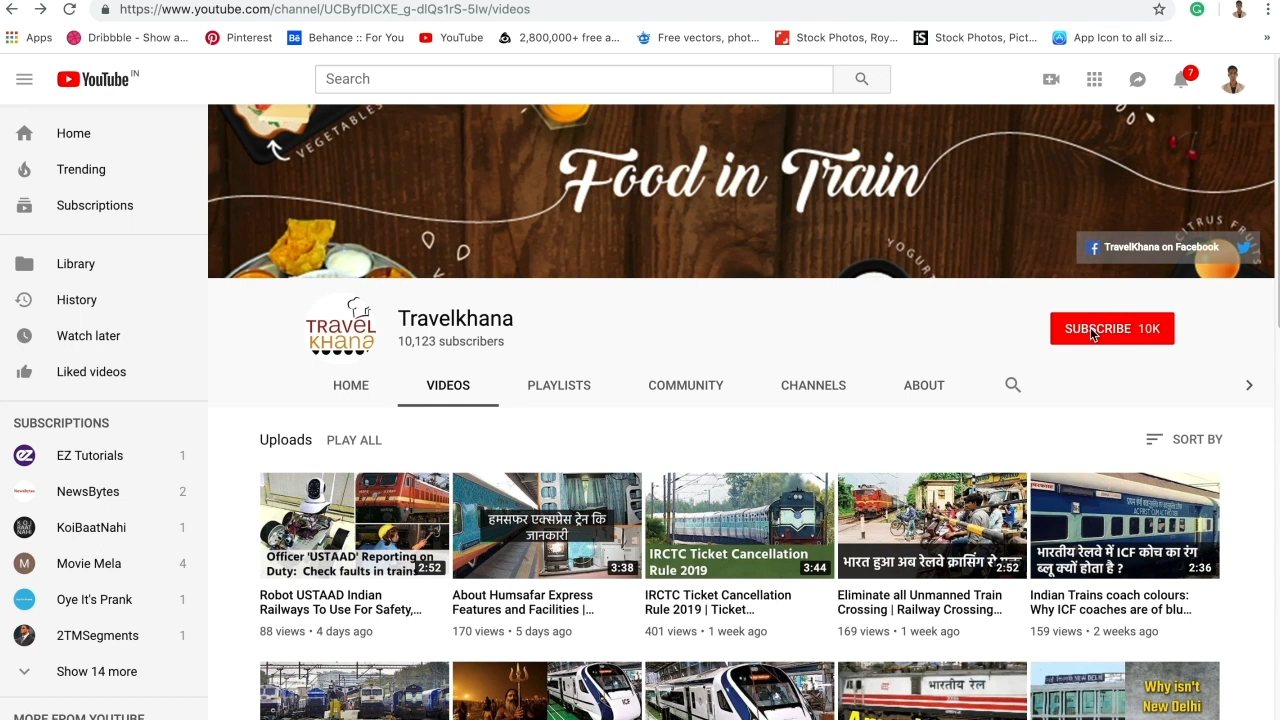 https://www.youtube.com/channel/UCByfDlCXE_g-dlQs1rS-5lw/videos
Apps
Dribbble - Show a...
Pinterest
Behance :: For You
YouTube
2,800,000+ free a...
Free vectors, phot...
Stock Photos, Roy...
Stock Photos, Pict...
App Icon to all siz...
»
YouTube IN
Search
7
Home
Trending
Subscriptions
Library
History
Watch later
Liked videos
SUBSCRIPTIONS
EZ Tutorials 1
NewsBytes 2
KoiBaatNahi 1
Movie Mela 4
Oye It's Prank 1
2TMSegments 1
Show 14 more
MORE FROM YOUTUBE
VEGETABLES
Food in Train
YOGURT
CITRUS FRUITS
TravelKhana on Facebook
TRAVEL
KHANA
Travelkhana
10,123 subscribers
SUBSCRIBE 10K
HOME
VIDEOS
PLAYLISTS
COMMUNITY
CHANNELS
ABOUT
Uploads
PLAY ALL
SORT BY
Officer 'USTAAD' Reporting on
Duty: Check faults in trains
2:52
Robot USTAAD Indian
Railways To Use For Safety,...
88 views • 4 days ago
हमसफर एक्सप्रेस ट्रेन कि
जानकारी
3:38
About Humsafar Express
Features and Facilities |...
170 views • 5 days ago
IRCTC Ticket Cancellation
Rule 2019
3:44
IRCTC Ticket Cancellation
Rule 2019 | Ticket...
401 views • 1 week ago
भारत हुआ अब रेलवे क्रासिंग से
2:52
Eliminate all Unmanned Train
Crossing | Railway Crossing...
169 views • 1 week ago
भारतीय रेलवे में ICF कोच का रंग
ब्लू क्यों होता है ?
2:36
Indian Trains coach colours:
Why ICF coaches are of blu...
159 views • 2 weeks ago
भारतीय रेल
Why isn't
New Delhi